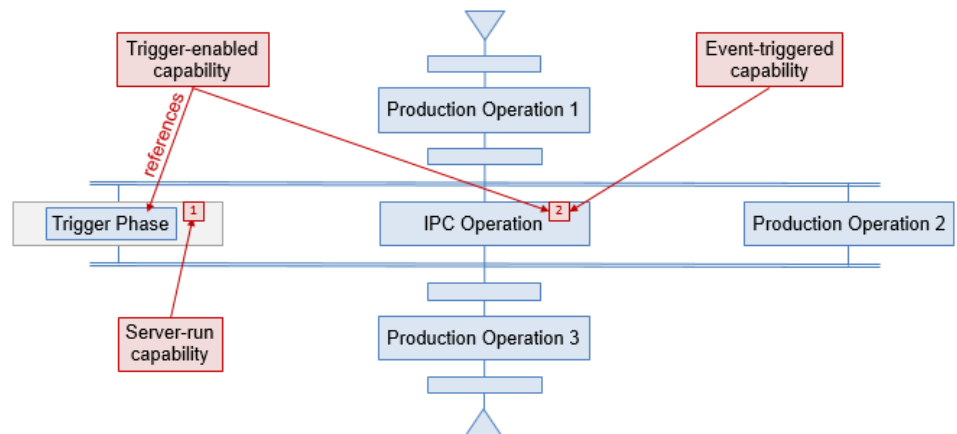 Trigger-enabled
capability
Event-triggered
capability
Production Operation 1
references
Trigger Phase
1
IPC Operation
2
Production Operation 2
Server-run
capability
Production Operation 3